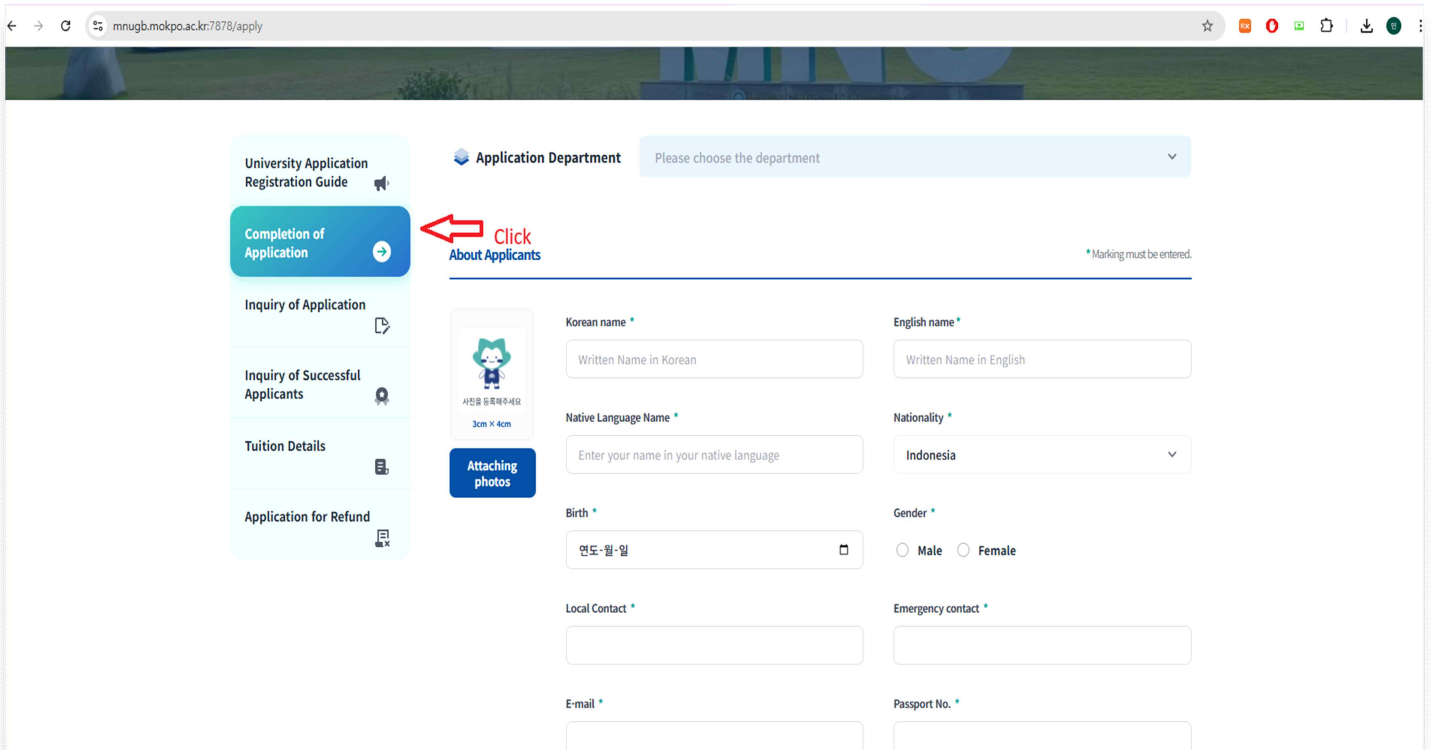 mnugb.mokpo.ac.kr:7878/apply
University Application
Registration Guide
Completion of
Application
Inquiry of Application
Inquiry of Successful
Applicants
Tuition Details
Application for Refund
Application Department
Please choose the department
Click
About Applicants
* Marking must be entered.
사진을 등록해주세요
3cm × 4cm
Attaching
photos
Korean name *
English name *
Written Name in Korean
Written Name in English
Native Language Name *
Nationality *
Enter your name in your native language
Indonesia
Birth *
Gender *
연도-월-일
Male
Female
Local Contact *
Emergency contact *
E-mail *
Passport No. *